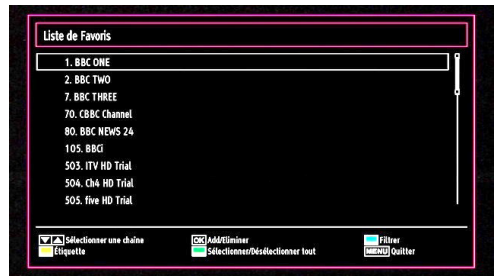 Liste de Favoris
1. BBC ONE
2. BBC TWO
7. BBC THREE
70. CBBC Channel
80. BBC NEWS 24
105. BBCi
503. ITV HD Trial
504. Ch4 HD Trial
505. five HD Trial
Sélectionner une chaîne
OK Add/Eliminer
Filtrer
Étiquette
Sélectionner/Désélectionner tout
MENU Quitter